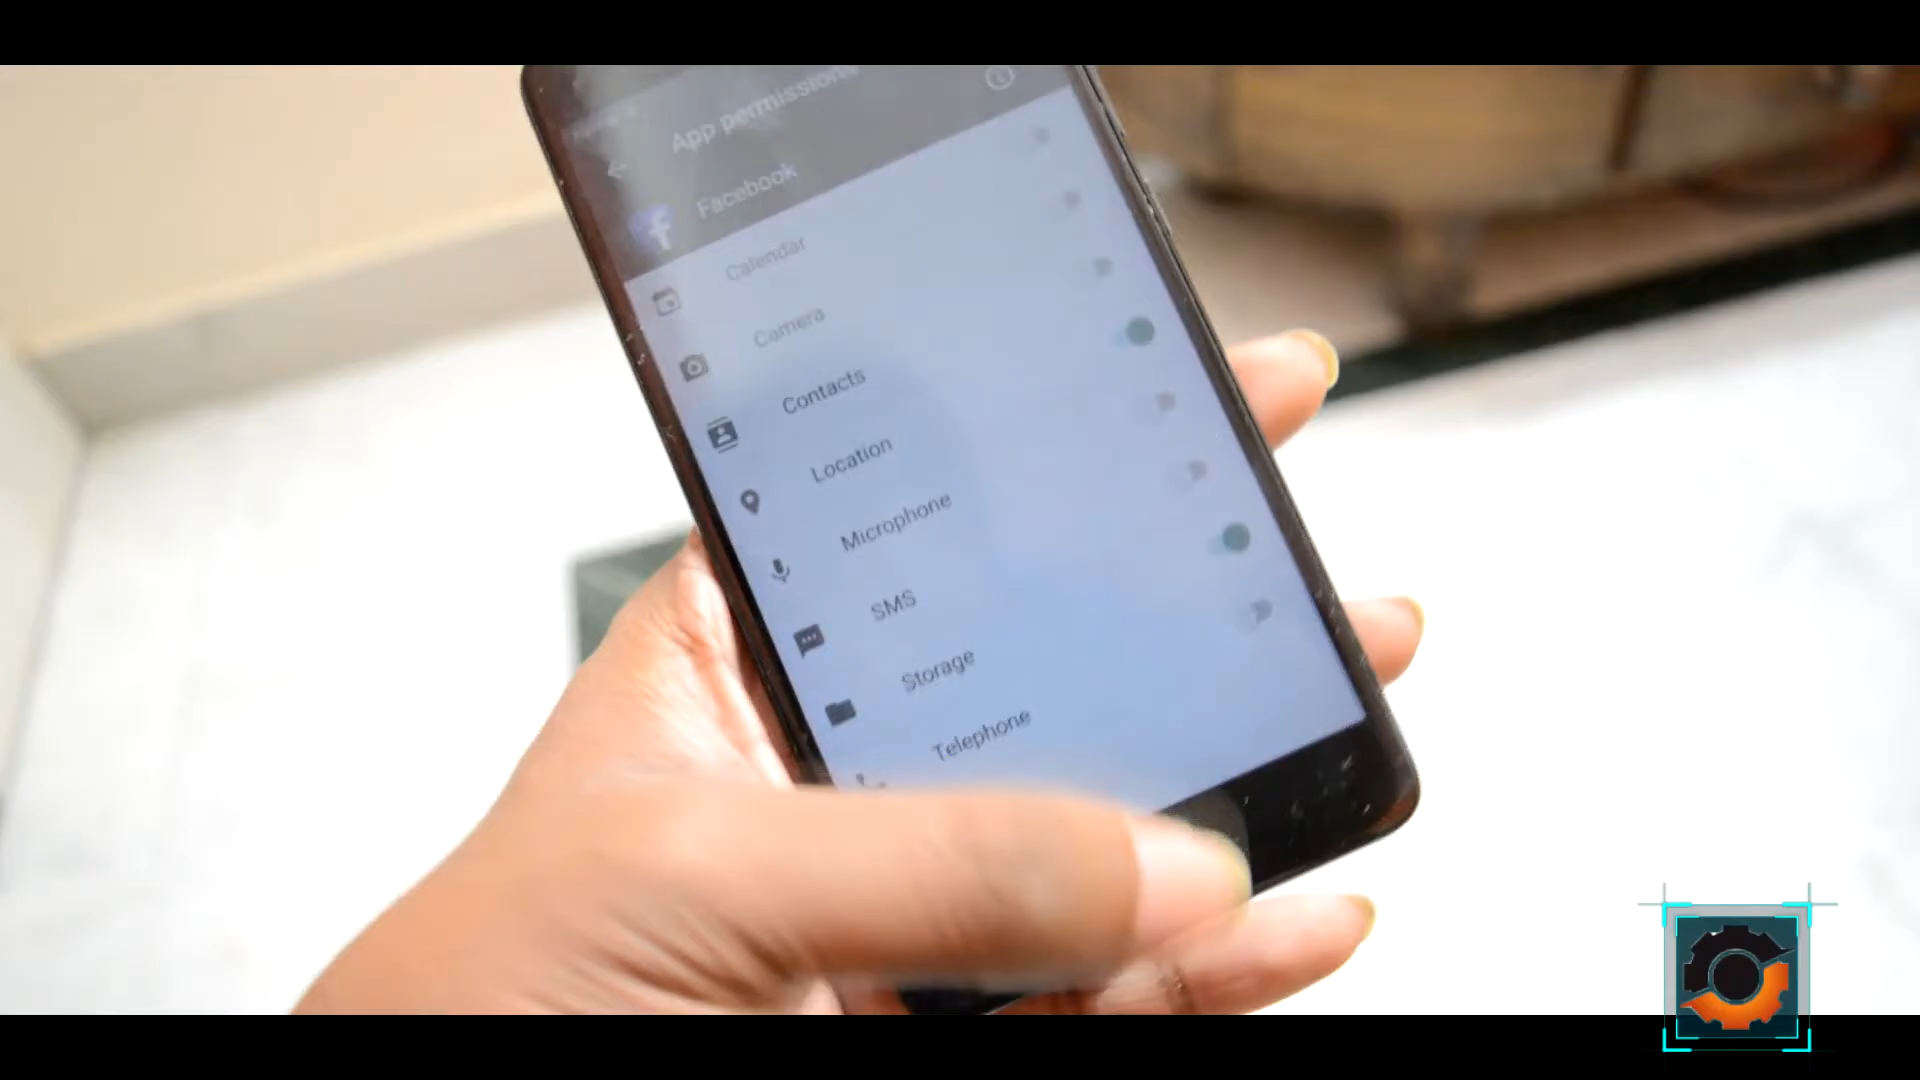 App permissions
Facebook
Calendar
Camera
Contacts
Location
Microphone
SMS
Storage
Telephone